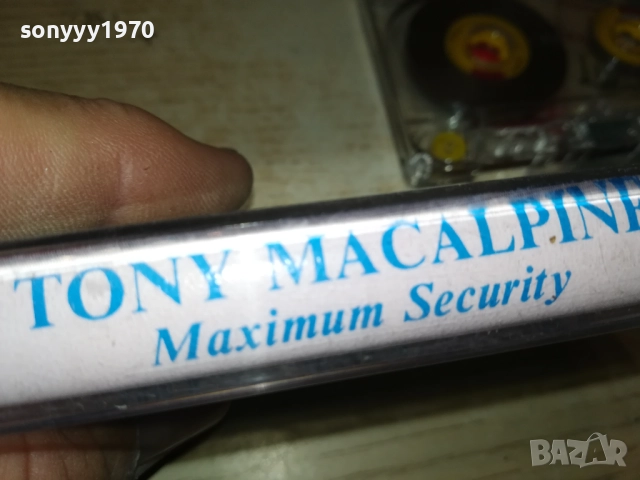 sonyyy1970
TONY MACALPINE
Maximum Security
BAZAR